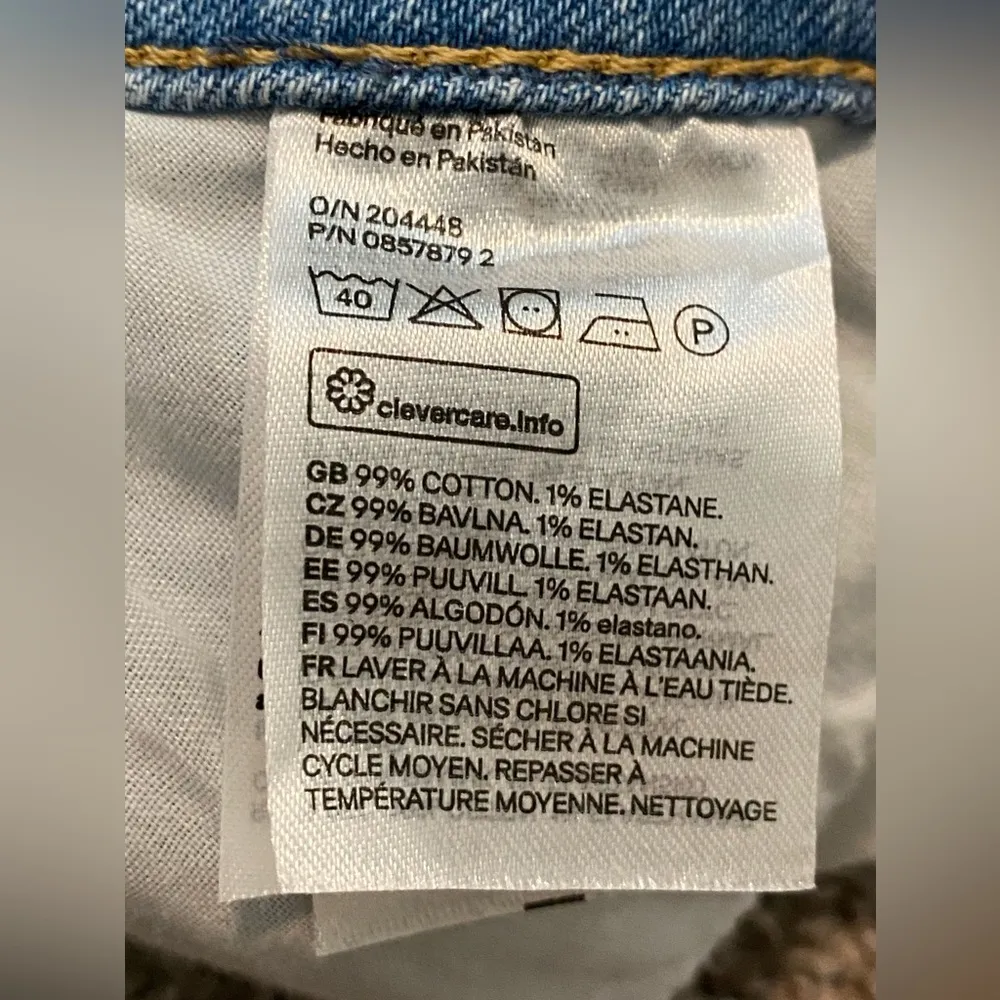 Fabriqué en Pakistan
Hecho en Pakistán
O/N 204448
P/N 0857879 2
40
P
clevercare.info
GB 99% COTTON. 1% ELASTANE.
CZ 99% BAVLNA. 1% ELASTAN.
DE 99% BAUMWOLLE. 1% ELASTHAN.
EE 99% PUUVILL. 1% ELASTAAN.
ES 99% ALGODÓN. 1% elastano.
FI 99% PUUVILLAA. 1% ELASTAANIA.
FR LAVER À LA MACHINE À L'EAU TIÈDE.
BLANCHIR SANS CHLORE SI
NÉCESSAIRE. SÉCHER À LA MACHINE
CYCLE MOYEN. REPASSER À
TEMPÉRATURE MOYENNE. NETTOYAGE